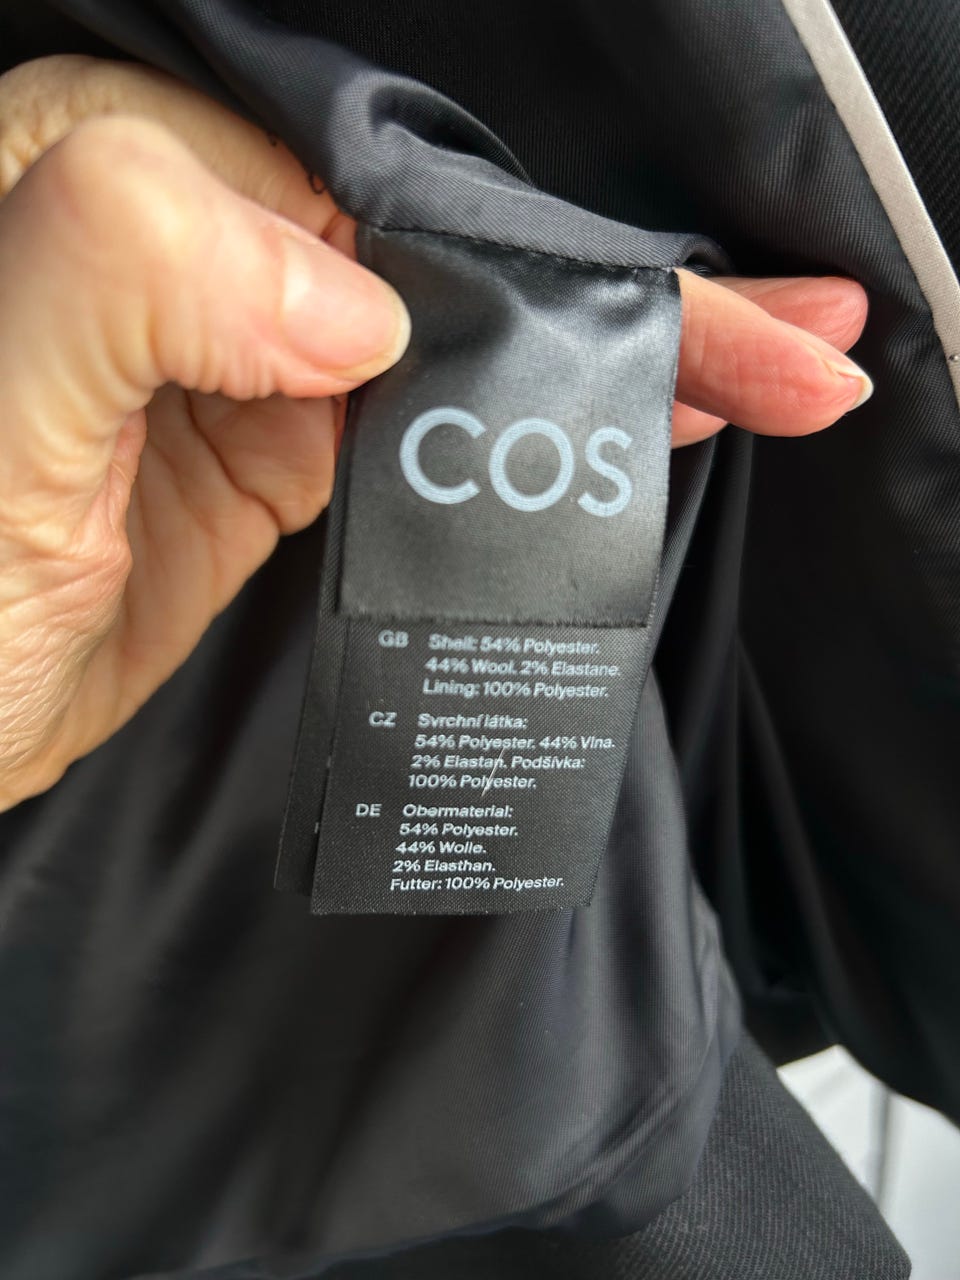 COS
GB Shell: 54% Polyester.
44% Wool. 2% Elastane.
Lining: 100% Polyester.
CZ Svrchní látka:
54% Polyester. 44% Vlna.
2% Elastan. Podšívka:
100% Polyester.
DE Obermaterial:
54% Polyester.
44% Wolle.
2% Elasthan.
Futter: 100% Polyester.